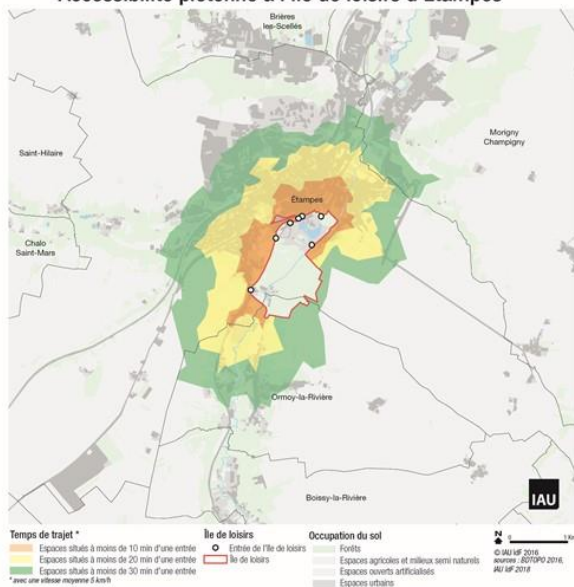 Accessibilité piétonne à l'île de loisirs d'Étampes
Brières
les-Scellés
Morigny
Champigny
Saint-Hilaire
Étampes
Chalo
Saint-Mars
Ormoy-la-Rivière
Boissy-la-Rivière
IAU
Temps de trajet *
Espaces situés à moins de 10 min d'une entrée
Espaces situés à moins de 20 min d'une entrée
Espaces situés à moins de 30 min d'une entrée
* avec une vitesse moyenne 5 km/h
Île de loisirs
Entrée de l'île de loisirs
Île de loisirs
Occupation du sol
Forêts
Espaces agricoles et milieux semi naturels
Espaces ouverts artificialisés
Espaces urbains
N
0 1 Km
© IAU îdF 2016
sources : BDTOPO 2016,
IAU îdF 2018